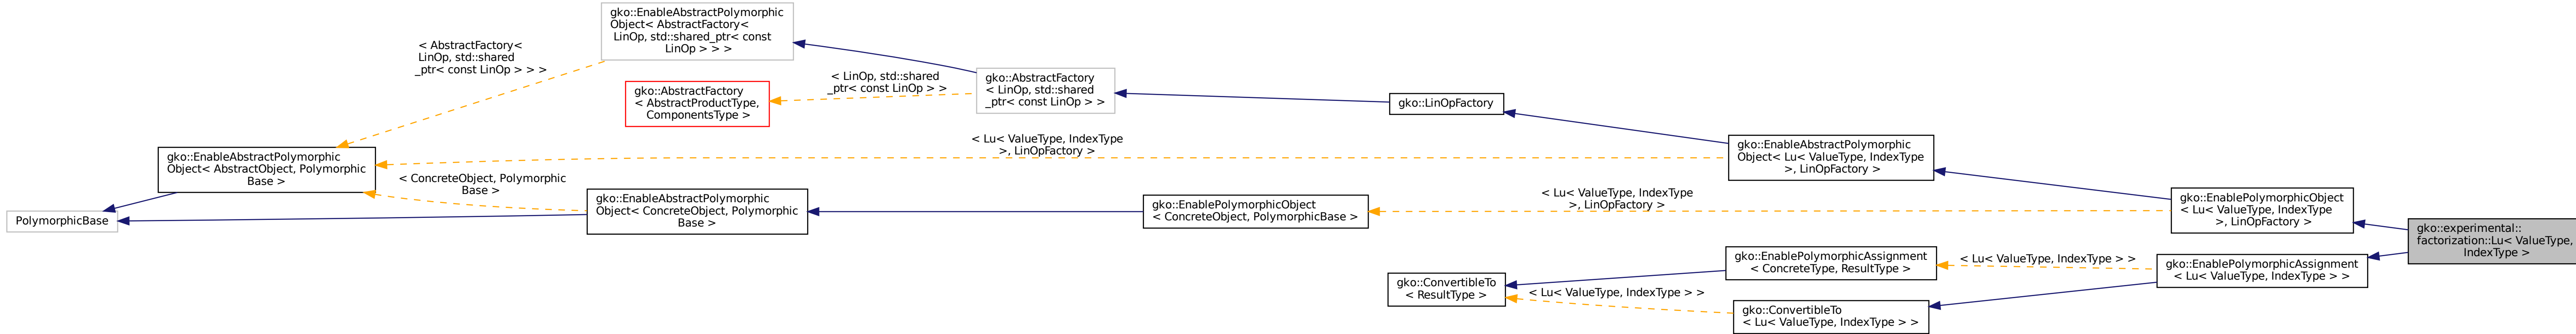 gko::EnableAbstractPolymorphic
Object< AbstractFactory<
LinOp, std::shared_ptr< const
LinOp > > >
< AbstractFactory<
LinOp, std::shared
_ptr< const LinOp > > >
gko::AbstractFactory
< AbstractProductType,
ComponentsType >
< LinOp, std::shared
_ptr< const LinOp > >
gko::AbstractFactory
< LinOp, std::shared
_ptr< const LinOp > >
gko::LinOpFactory
gko::EnableAbstractPolymorphic
Object< AbstractObject, Polymorphic
Base >
< Lu< ValueType, IndexType
>, LinOpFactory >
gko::EnableAbstractPolymorphic
Object< Lu< ValueType, IndexType
>, LinOpFactory >
< ConcreteObject, Polymorphic
Base >
PolymorphicBase
gko::EnableAbstractPolymorphic
Object< ConcreteObject, Polymorphic
Base >
gko::EnablePolymorphicObject
< ConcreteObject, PolymorphicBase >
< Lu< ValueType, IndexType
>, LinOpFactory >
gko::EnablePolymorphicObject
< Lu< ValueType, IndexType
>, LinOpFactory >
gko::experimental::
factorization::Lu< ValueType,
IndexType >
gko::EnablePolymorphicAssignment
< ConcreteType, ResultType >
< Lu< ValueType, IndexType > >
gko::EnablePolymorphicAssignment
< Lu< ValueType, IndexType > >
gko::ConvertibleTo
< ResultType >
< Lu< ValueType, IndexType > >
gko::ConvertibleTo
< Lu< ValueType, IndexType > >